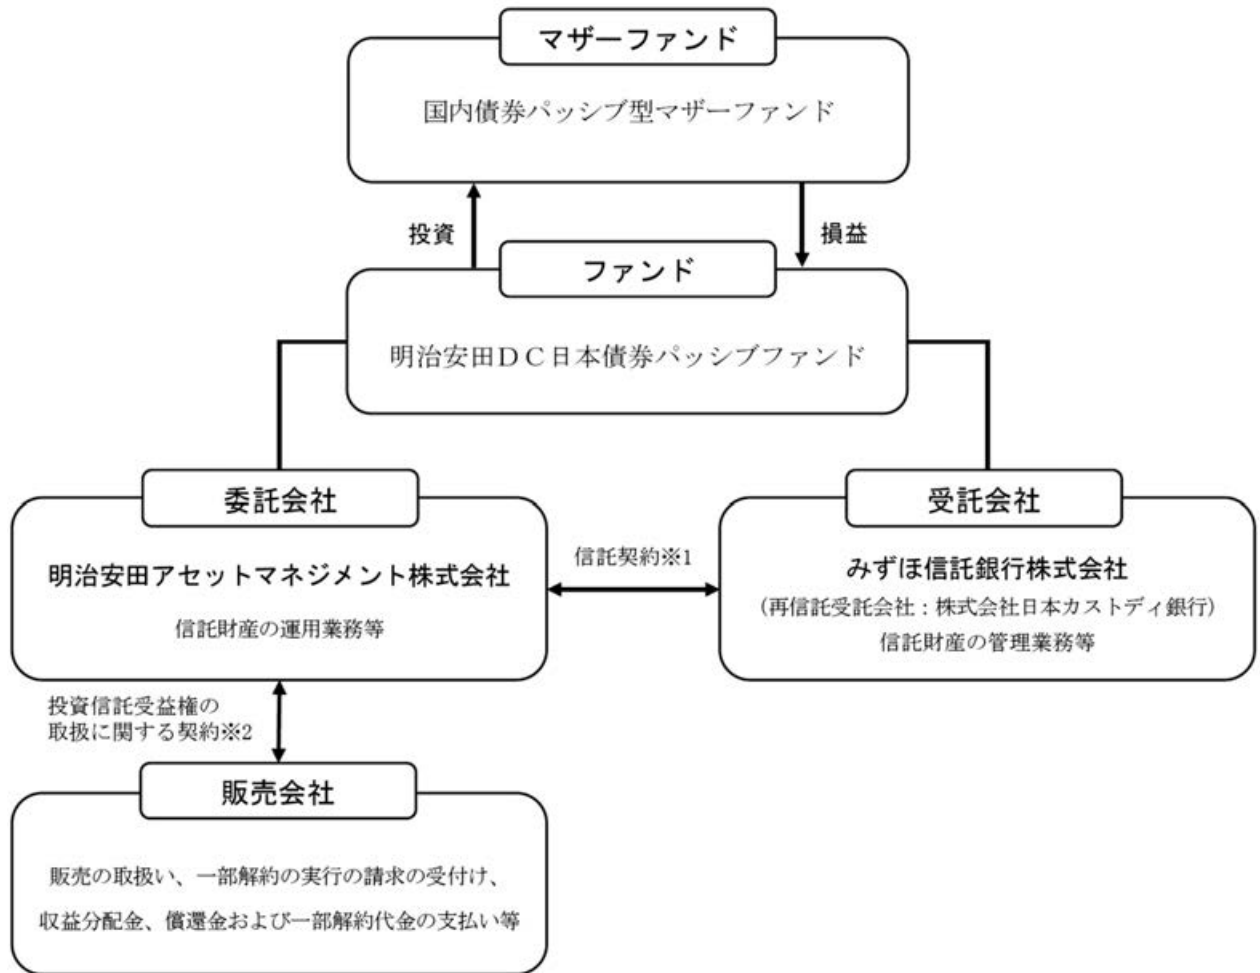 マザーファンド
国内債券パッシブ型マザーファンド
投資
損益
ファンド
明治安田ＤＣ日本債券パッシブファンド
委託会社
明治安田アセットマネジメント株式会社
信託財産の運用業務等
信託契約※1
受託会社
みずほ信託銀行株式会社
（再信託受託会社：株式会社日本カストディ銀行）
信託財産の管理業務等
投資信託受益権の
取扱に関する契約※2
販売会社
販売の取扱い、一部解約の実行の請求の受付け、
収益分配金、償還金および一部解約代金の支払い等